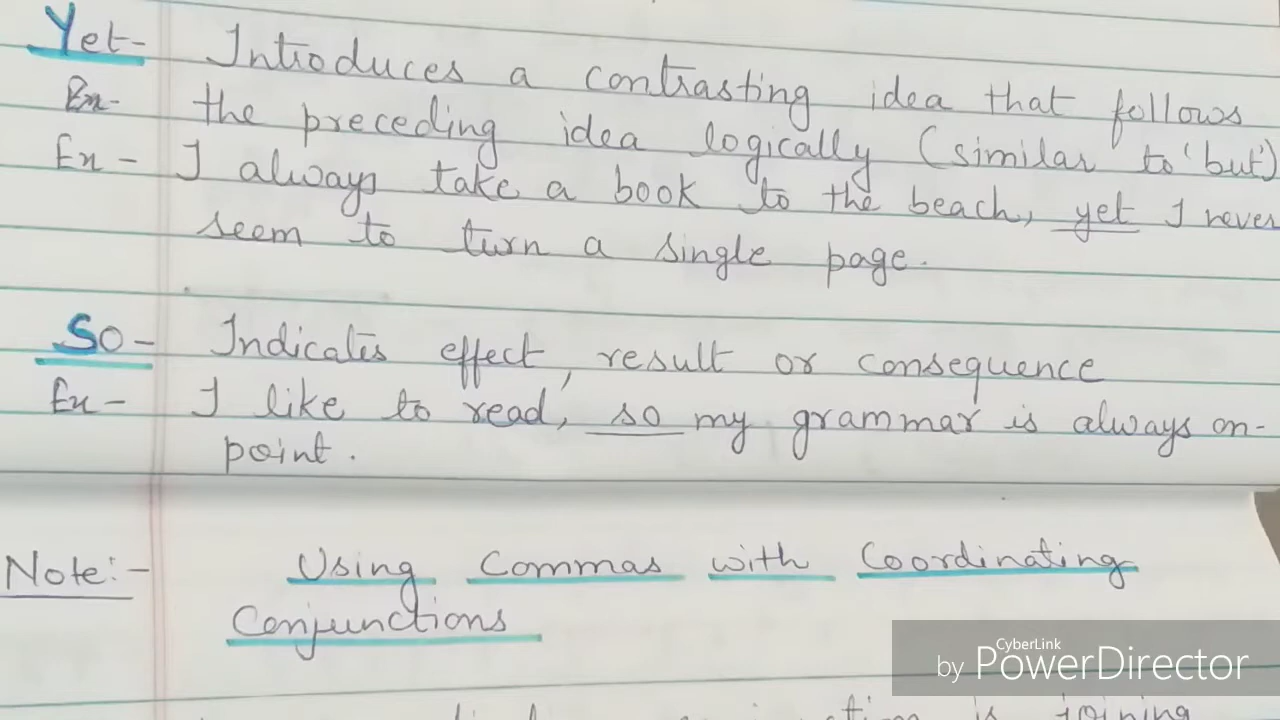 Yet- Introduces a contrasting idea that follows
Ex- the preceding idea logically (similar to 'but')
Ex- I always take a book to the beach, yet I never
seem to turn a single page.
So- Indicates effect, result or consequence
Ex- I like to read, so my grammar is always on-
point.
Note:- Using Commas with Coordinating
Conjunctions
is joining
CyberLink
by PowerDirector